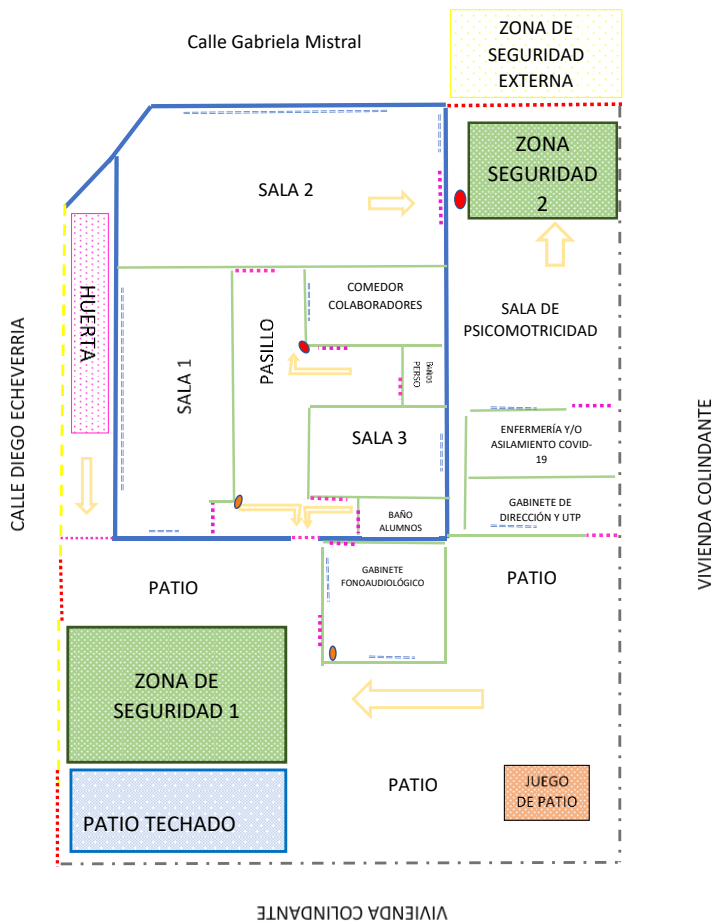 Calle Gabriela Mistral
ZONA DE
SEGURIDAD
EXTERNA
ZONA
SEGURIDAD
2
SALA 2
HUERTA
COMEDOR
COLABORADORES
SALA DE
PSICOMOTRICIDAD
PASILLO
SALA 1
BAÑOS
PERSO
SALA 3
ENFERMERÍA Y/O
ASILAMIENTO COVID-
19
CALLE DIEGO ECHEVERRIA
VIVIENDA COLINDANTE
BAÑO
ALUMNOS
GABINETE DE
DIRECCIÓN Y UTP
PATIO
GABINETE
FONOAUDIOLÓGICO
PATIO
ZONA DE
SEGURIDAD 1
PATIO
JUEGO
DE PATIO
PATIO TECHADO
VIVIENDA COLINDANTE